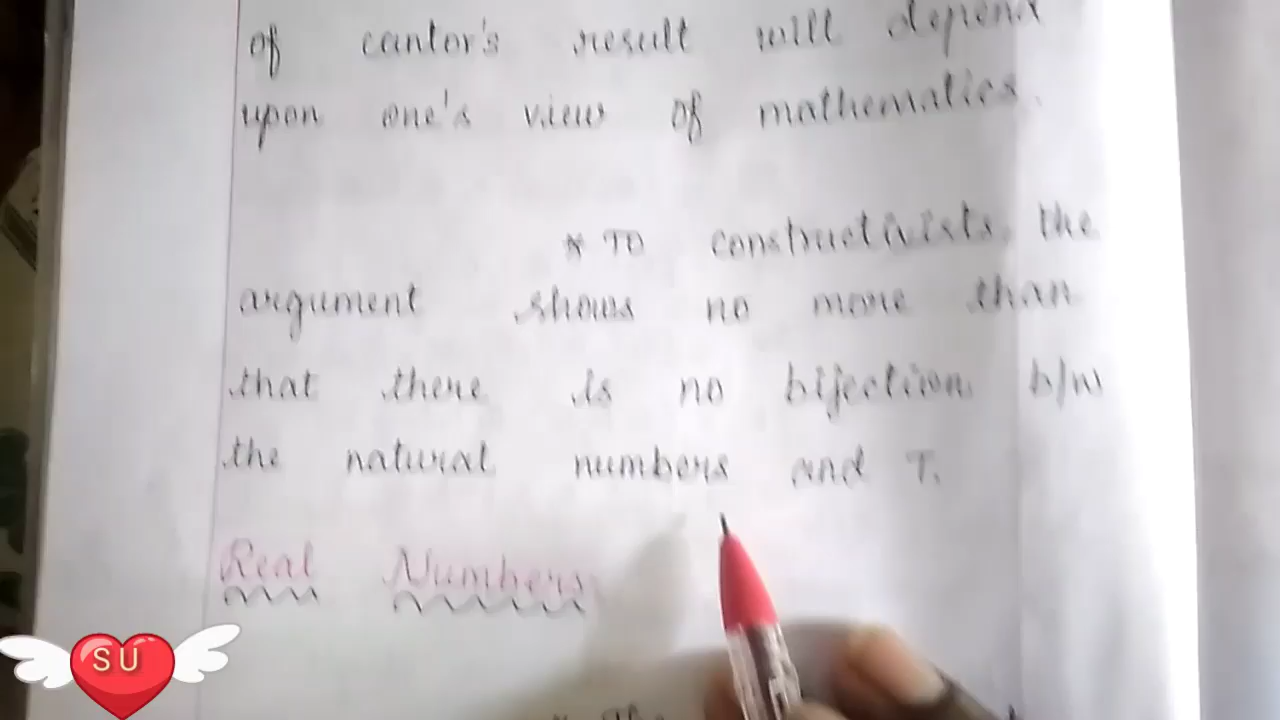 of cantor's result will depend
upon one's view of mathematics.
* To constructivists, the
argument shows no more than
that there is no bijection b/w
the natural numbers and T.
Real Numbers
* The
SU